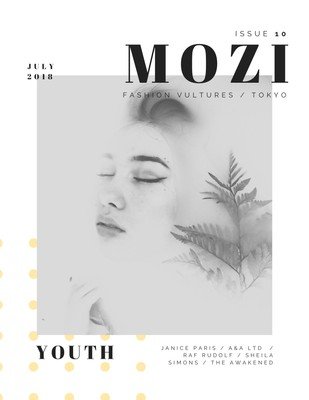 ISSUE 10
JULY
2018
MOZI
FASHION VULTURES / TOKYO
YOUTH
JANICE PARIS / A&A LTD /
RAF RUDOLF / SHEILA
SIMONS / THE AWAKENED